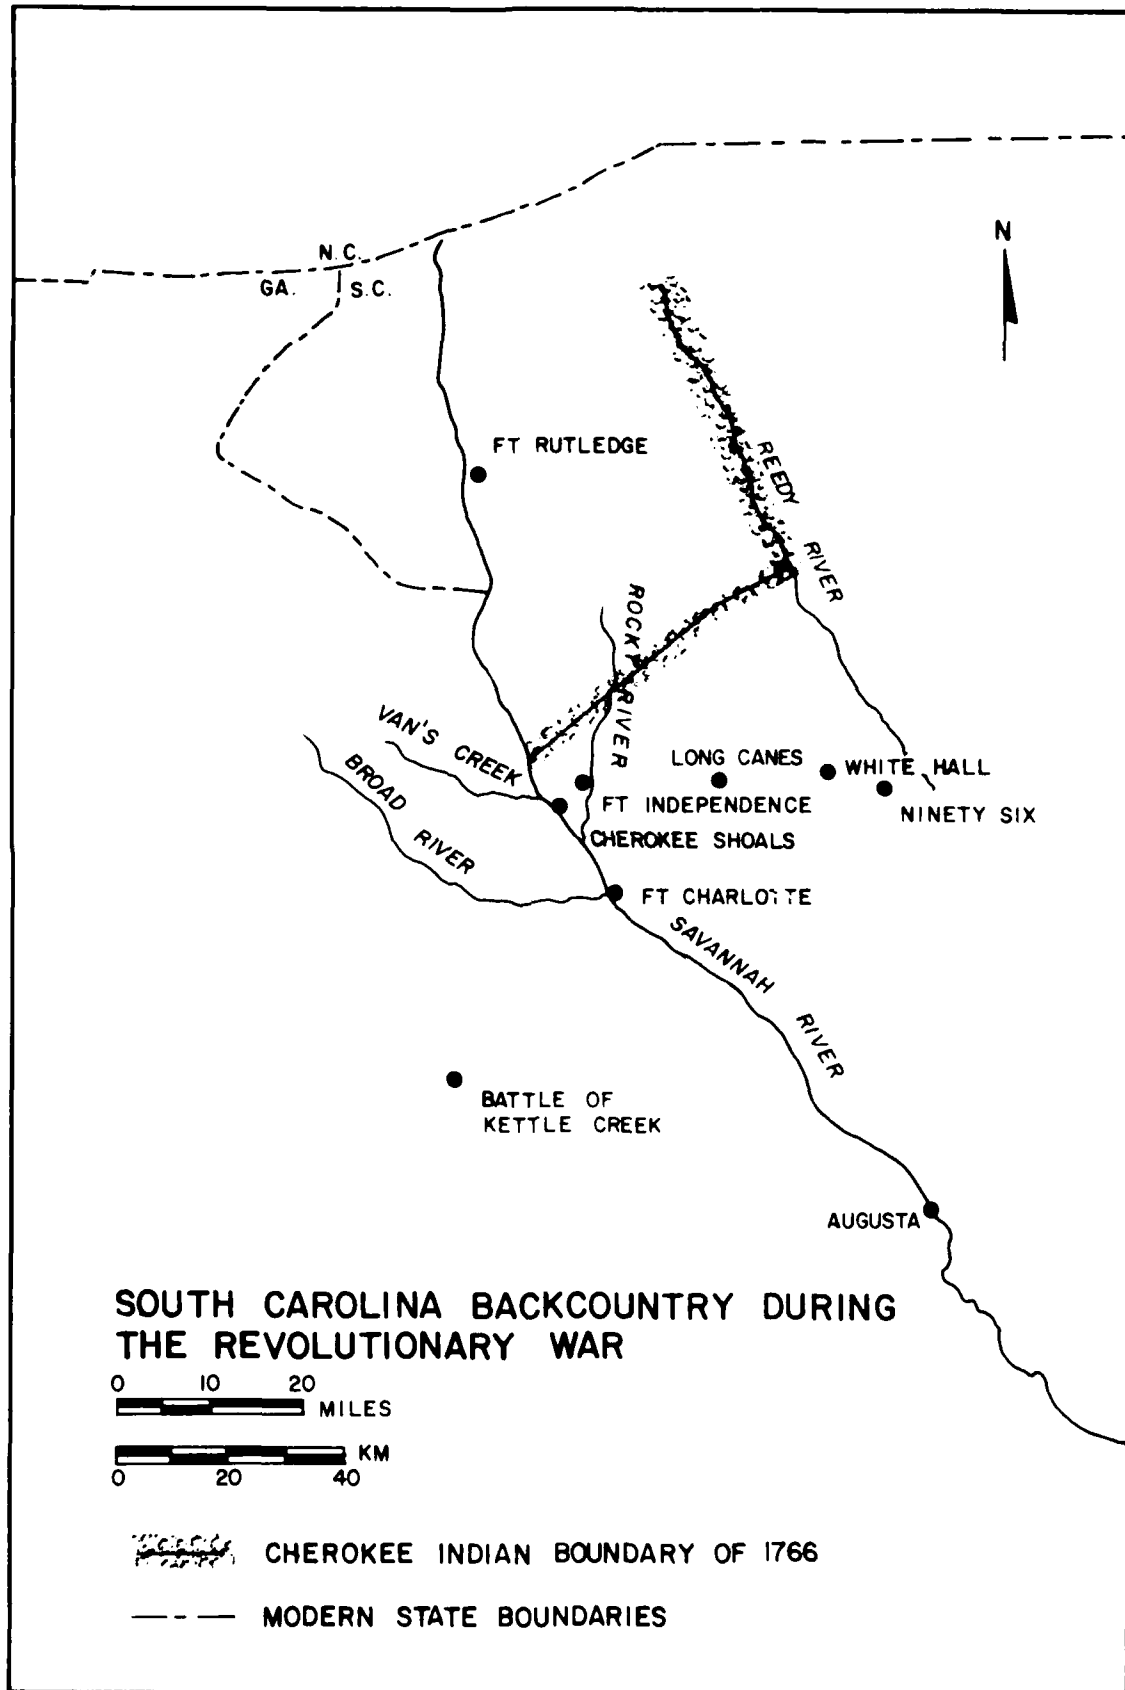 N.C.
GA.
S.C.
N
FT RUTLEDGE
REEDY
RIVER
ROCKY
RIVER
VAN'S CREEK
BROAD
RIVER
LONG CANES
WHITE HALL
FT INDEPENDENCE
NINETY SIX
CHEROKEE SHOALS
FT CHARLOTTE
SAVANNAH
RIVER
BATTLE OF
KETTLE CREEK
AUGUSTA
SOUTH CAROLINA BACKCOUNTRY DURING
THE REVOLUTIONARY WAR
0 10 20
MILES
KM
0 20 40
CHEROKEE INDIAN BOUNDARY OF 1766
MODERN STATE BOUNDARIES